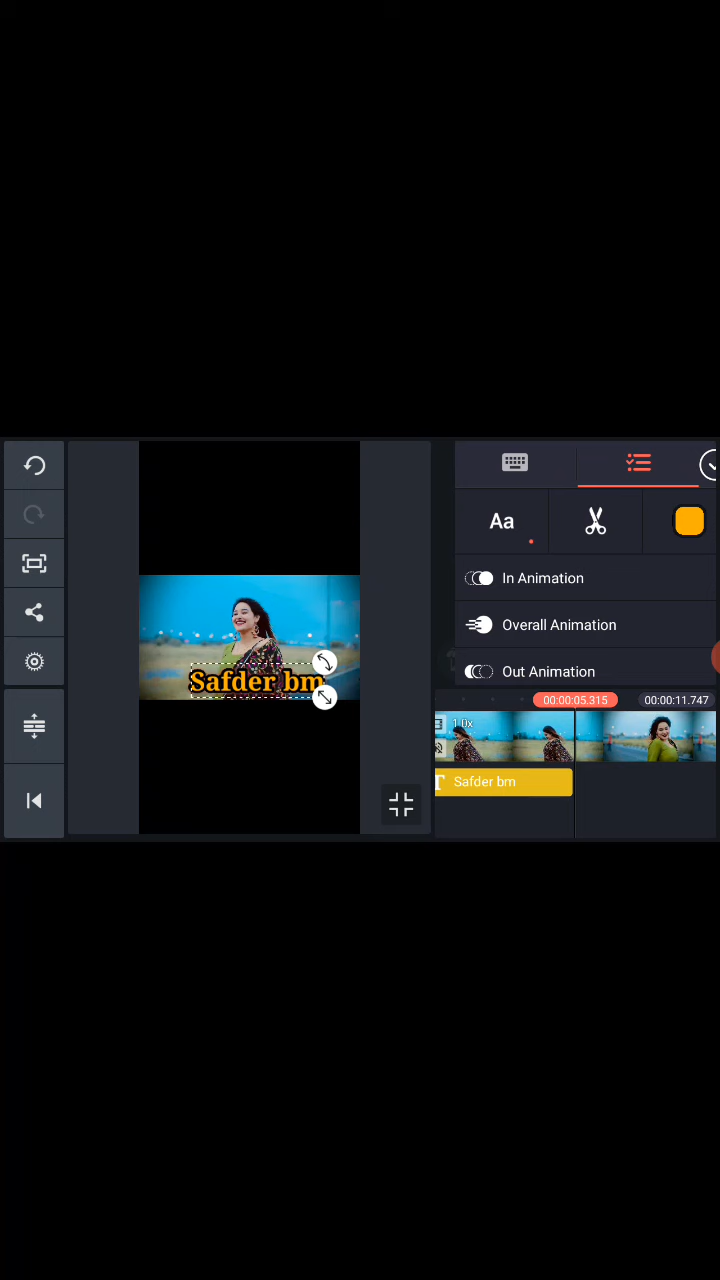 Aa
In Animation
Overall Animation
Out Animation
Safder bm
00:00:05.315
00:00:11.747
1.0x
T Safder bm